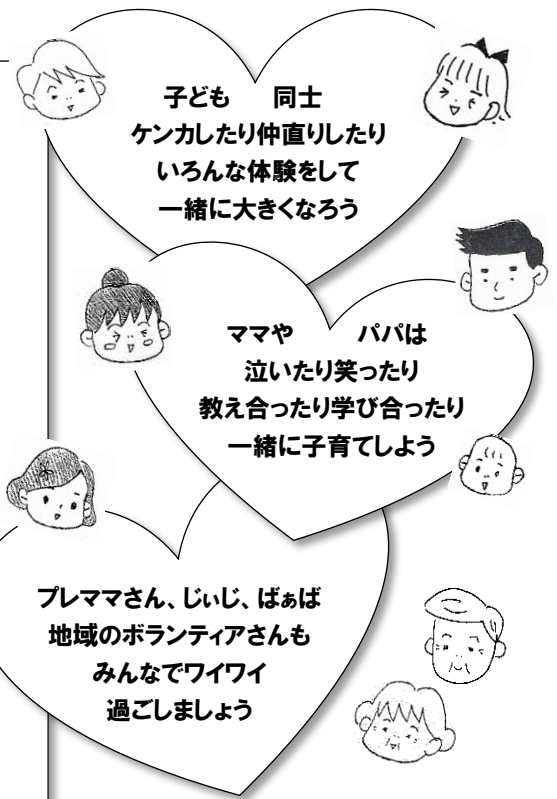 子ども　　同士
ケンカしたり仲直りしたり
いろんな体験をして
一緒に大きくなろう
ママや　　　パパは
泣いたり笑ったり
教え合ったり学び合ったり
一緒に子育てしよう
プレママさん、じぃじ、ばぁば
地域のボランティアさんも
みんなでワイワイ
過ごしましょう